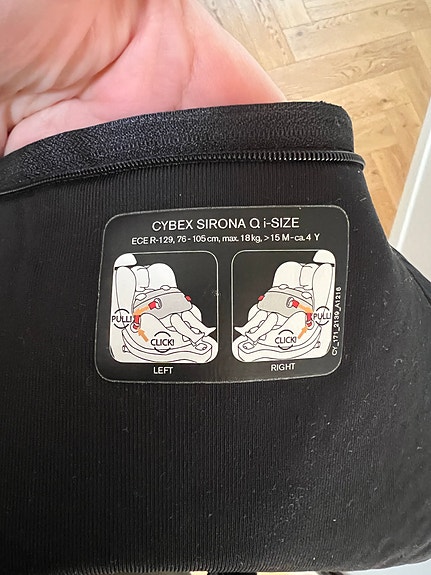 CYBEX SIRONA Q i-SIZE
ECE R-129, 76 - 105 cm, max. 18 kg, > 15 M - ca. 4 Y
PULL!
CLICK!
LEFT
PULL!
CLICK!
RIGHT
CY_171_2139_A1216